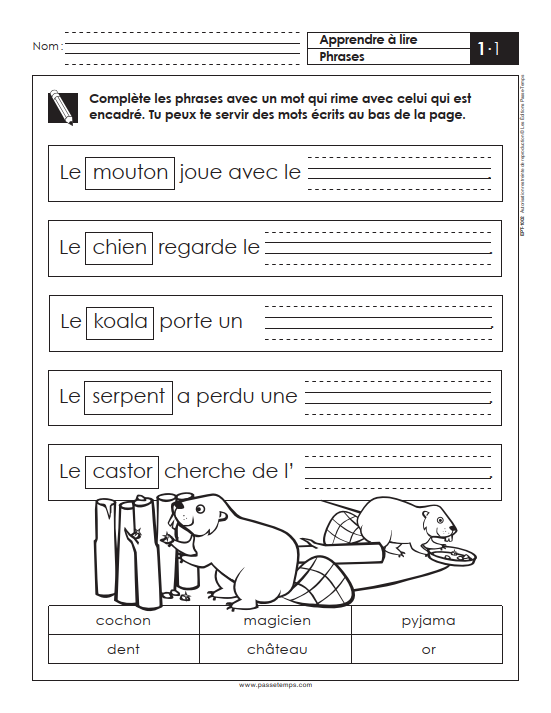 Nom :
Apprendre à lire
Phrases
1·1
Complète les phrases avec un mot qui rime avec celui qui est
encadré. Tu peux te servir des mots écrits au bas de la page.
Le mouton joue avec le .
Le chien regarde le .
Le koala porte un .
Le serpent a perdu une .
Le castor cherche de l’ .
cochon magicien pyjama
dent château or
www.passetemps.com